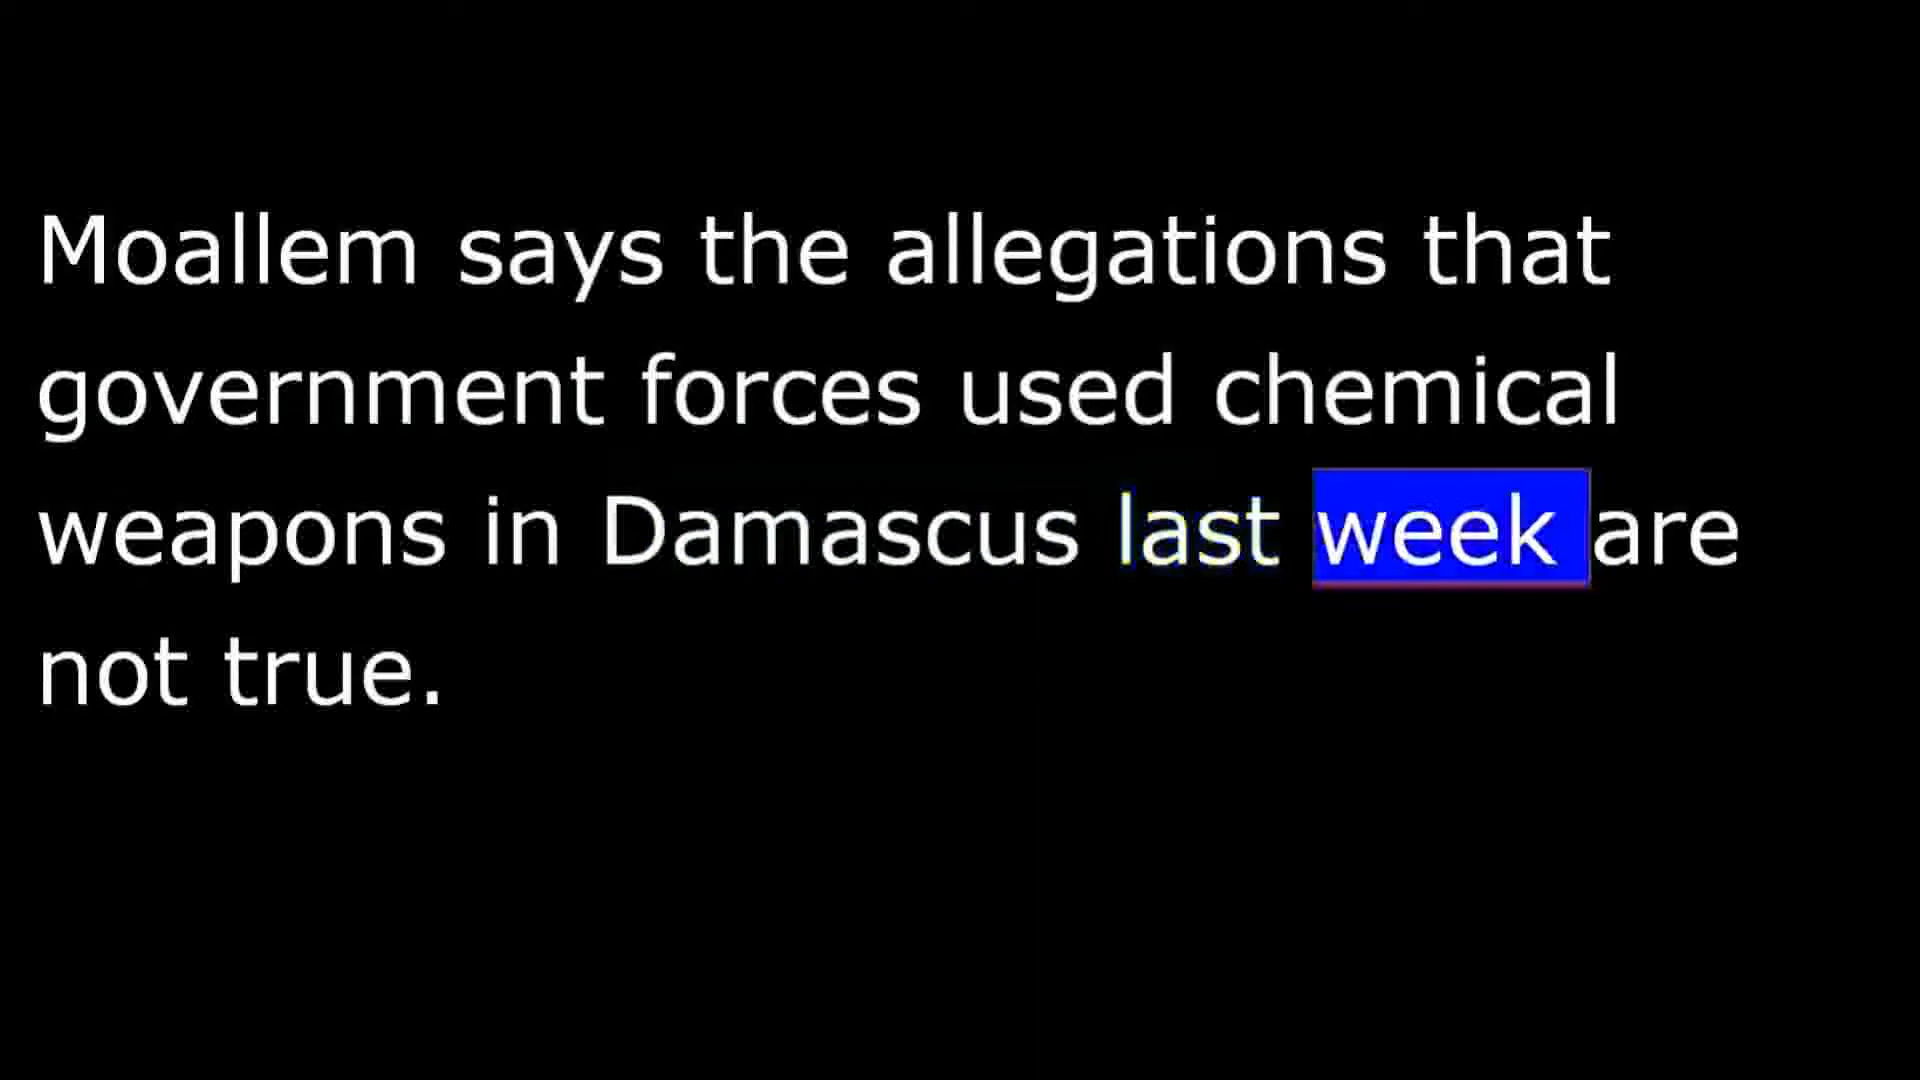 Moallem says the allegations that
government forces used chemical
weapons in Damascus last week are
not true.